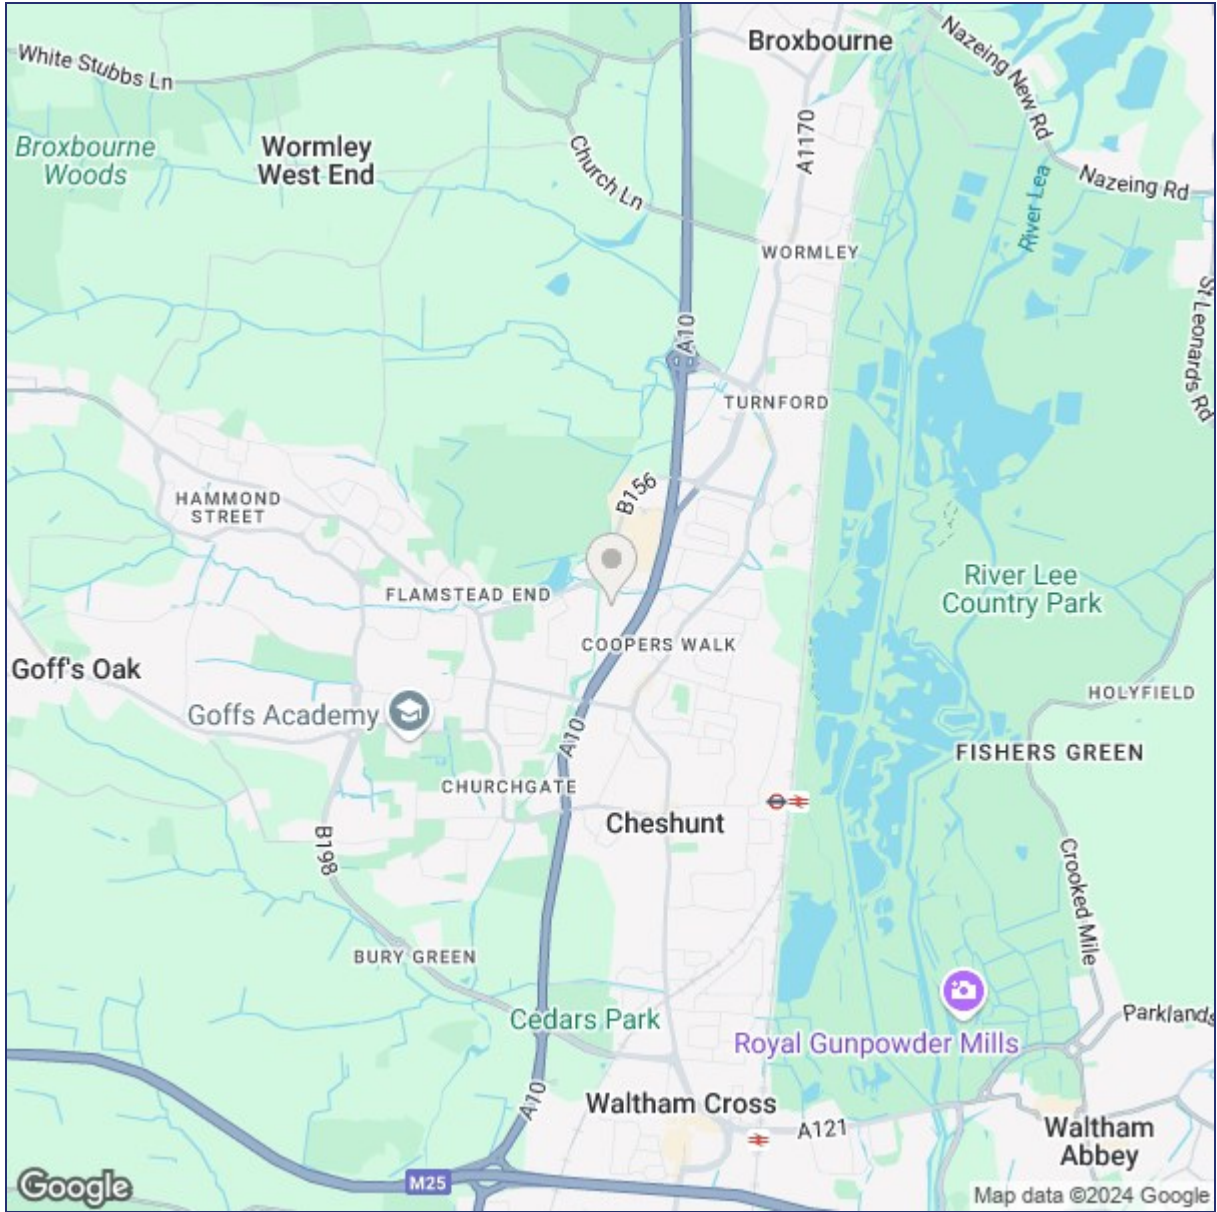 Broxbourne
White Stubbs Ln
Nazeing New Rd
A1170
Broxbourne
Woods
Wormley
West End
Church Ln
Nazeing Rd
River Lea
WORMLEY
St Leonards Rd
A10
TURNFORD
B156
HAMMOND
STREET
FLAMSTEAD END
River Lee
Country Park
COOPERS WALK
Goff's Oak
HOLYFIELD
Goffs Academy
A10
FISHERS GREEN
CHURCHGATE
Cheshunt
B198
Crooked Mile
BURY GREEN
Cedars Park
Parklands
Royal Gunpowder Mills
A10
Waltham Cross
A121
Waltham
Abbey
M25
Google
Map data ©2024 Google